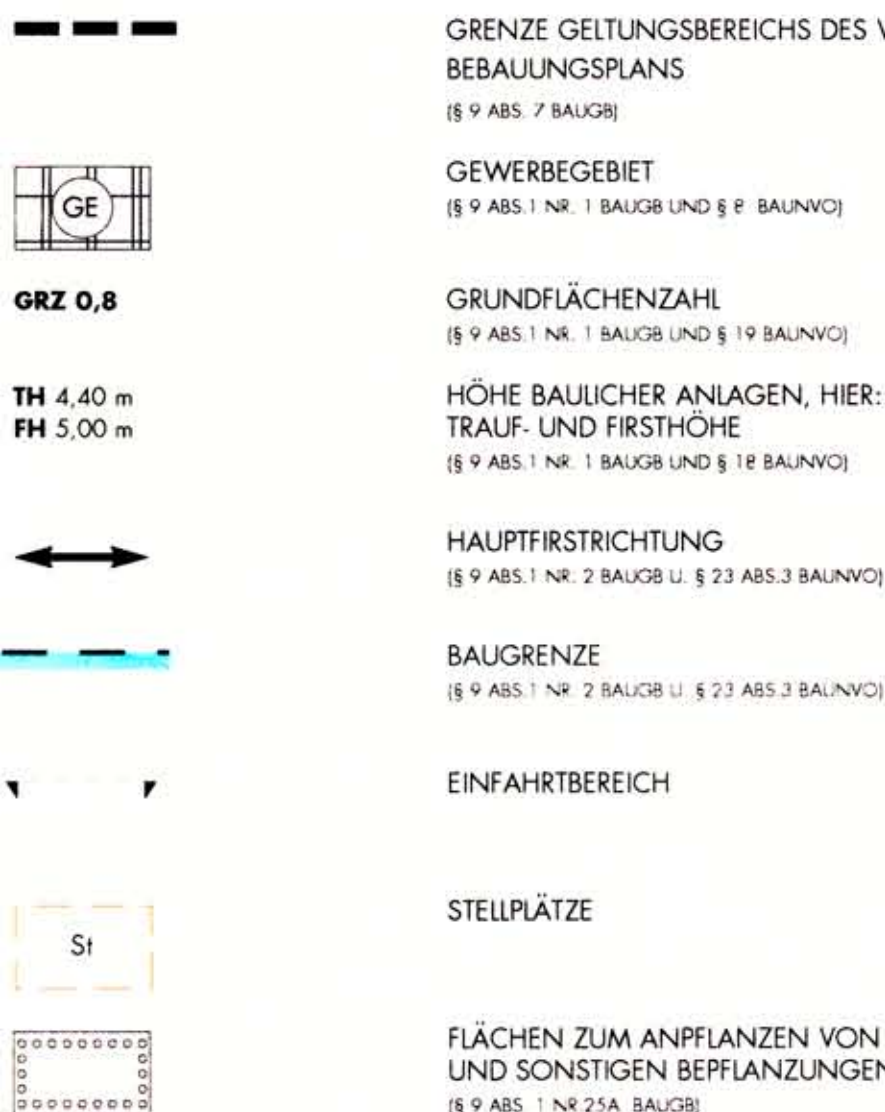 GRENZE GELTUNGSBEREICHS DES
BEBAUUNGSPLANS
(§ 9 ABS. 7 BAUGB)
GE
GEWERBEGEBIET
(§ 9 ABS.1 NR. 1 BAUGB UND § 8 BAUNVO)
GRZ 0,8
GRUNDFLÄCHENZAHL
(§ 9 ABS.1 NR. 1 BAUGB UND § 19 BAUNVO)
TH 4,40 m
FH 5,00 m
HÖHE BAULICHER ANLAGEN, HIER:
TRAUF- UND FIRSTHÖHE
(§ 9 ABS.1 NR. 1 BAUGB UND § 18 BAUNVO)
HAUPTFIRSTRICHTUNG
(§ 9 ABS.1 NR. 2 BAUGB U. § 23 ABS.3 BAUNVO)
BAUGRENZE
(§ 9 ABS.1 NR. 2 BAUGB U. § 23 ABS.3 BAUNVO)
EINFAHRTBEREICH
St
STELLPLÄTZE
FLÄCHEN ZUM ANPFLANZEN VON
UND SONSTIGEN BEPFLANZUNGEN
(§ 9 ABS. 1 NR.25A BAUGB)